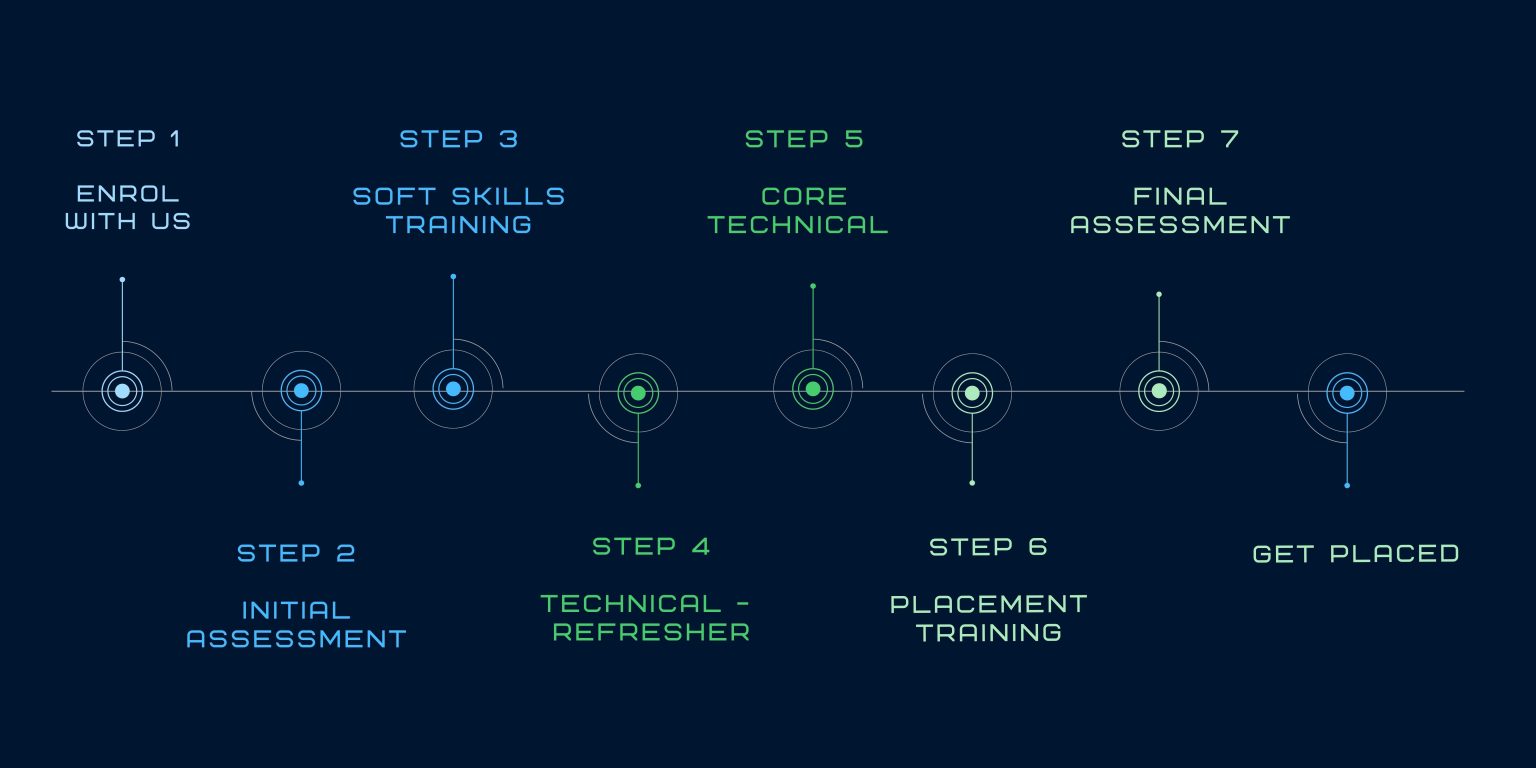 STEP 1
ENROL
WITH US
STEP 2
INITIAL
ASSESSMENT
STEP 3
SOFT SKILLS
TRAINING
STEP 4
TECHNICAL -
REFRESHER
STEP 5
CORE
TECHNICAL
STEP 6
PLACEMENT
TRAINING
STEP 7
FINAL
ASSESSMENT
GET PLACED